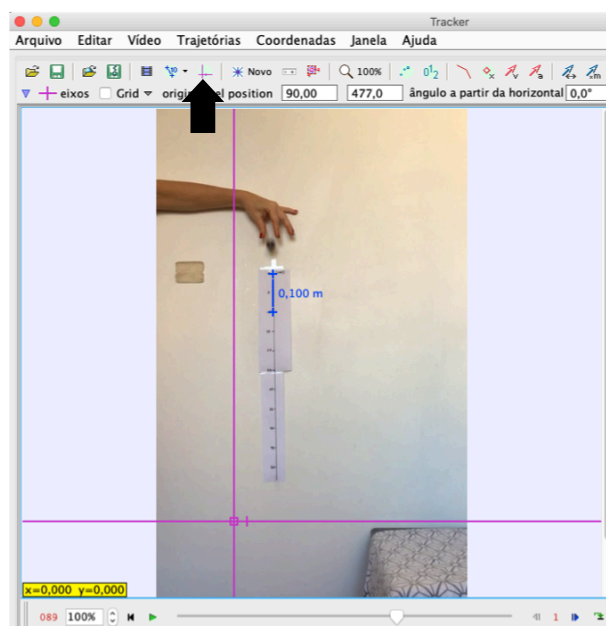 Tracker
Arquivo Editar Vídeo Trajetórias Coordenadas Janela Ajuda
Novo 100%
eixos Grid position 90,00 477,0 ângulo a partir da horizontal 0,0°
0,100 m
x=0,000 y=0,000
089 100% 1